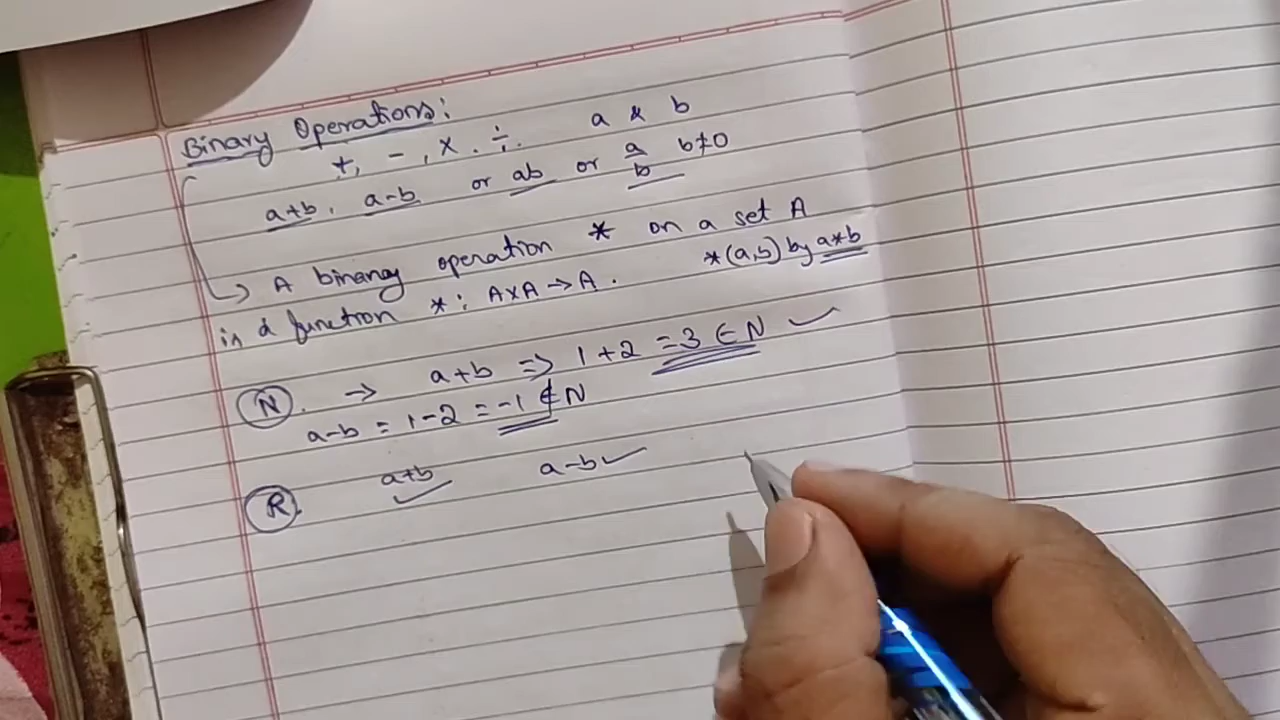 Binary Operations:
+, -, ×, ÷. a & b
a+b, a-b or ab or a/b b≠0
→ A binary operation * on a set A
is a function *: A×A → A. *(a,b) by a*b
N. → a+b => 1+2 = 3 ∈ N ✓
a-b = 1-2 = -1 ∉ N
R. a+b ✓ a-b ✓